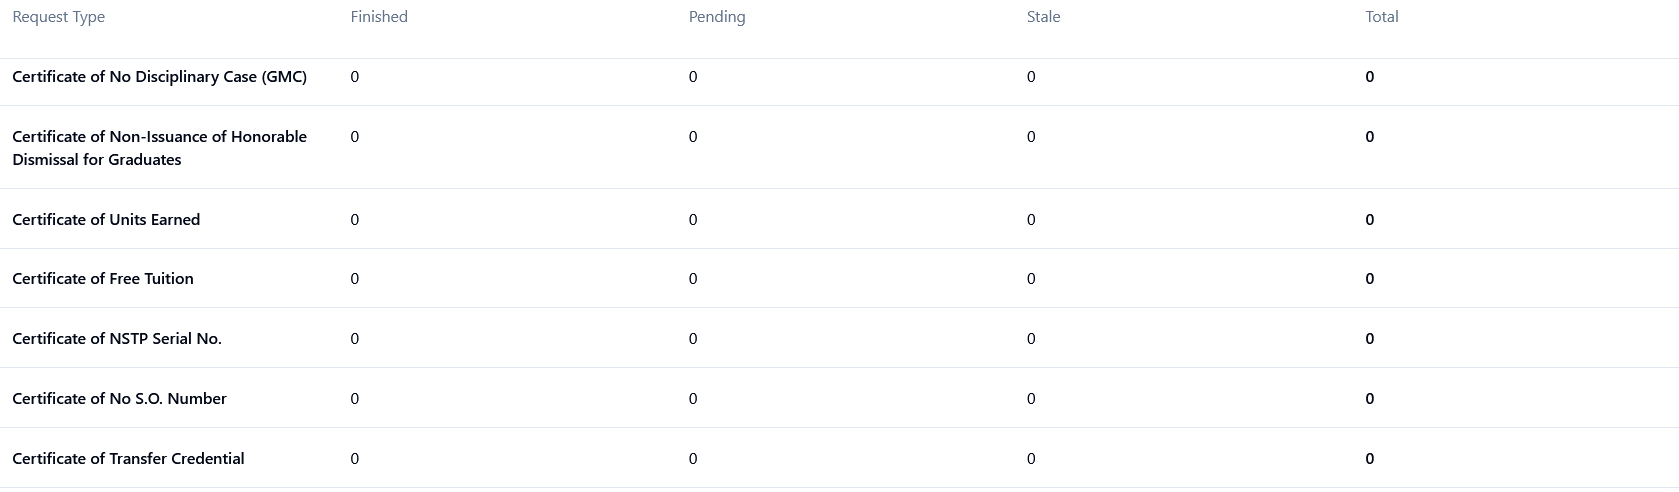 Request Type Finished Pending Stale Total
Certificate of No Disciplinary Case (GMC) 0 0 0 0
Certificate of Non-Issuance of Honorable 0 0 0 0
Dismissal for Graduates
Certificate of Units Earned 0 0 0 0
Certificate of Free Tuition 0 0 0 0
Certificate of NSTP Serial No. 0 0 0 0
Certificate of No S.O. Number 0 0 0 0
Certificate of Transfer Credential 0 0 0 0